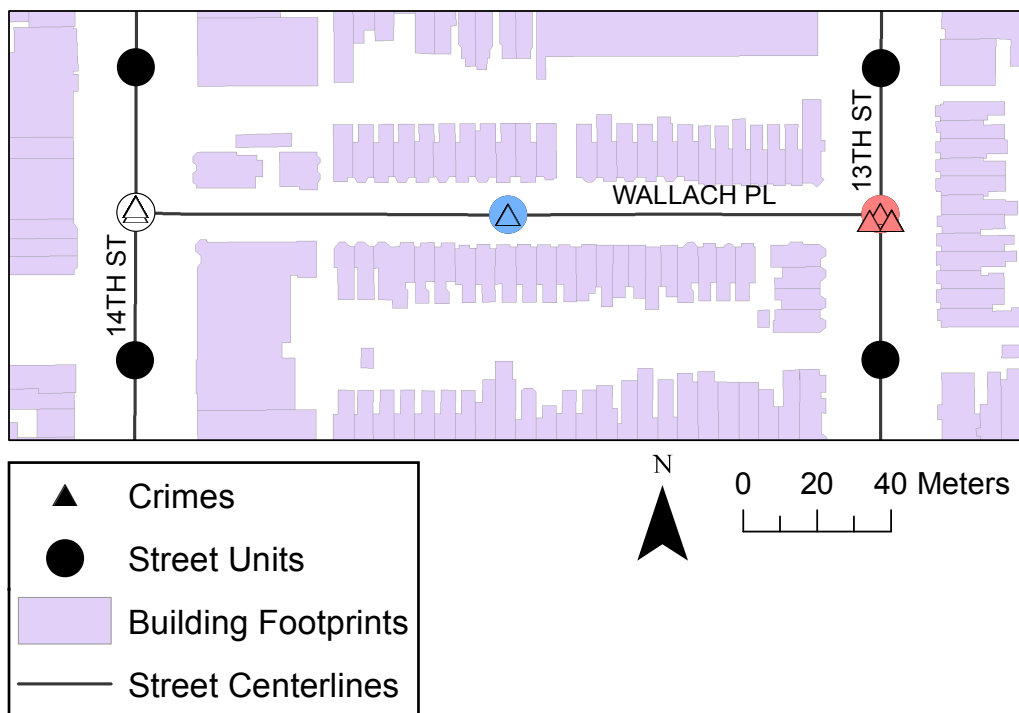 13TH ST
WALLACH PL
14TH ST
N
Crimes
0 20 40 Meters
Street Units
Building Footprints
Street Centerlines